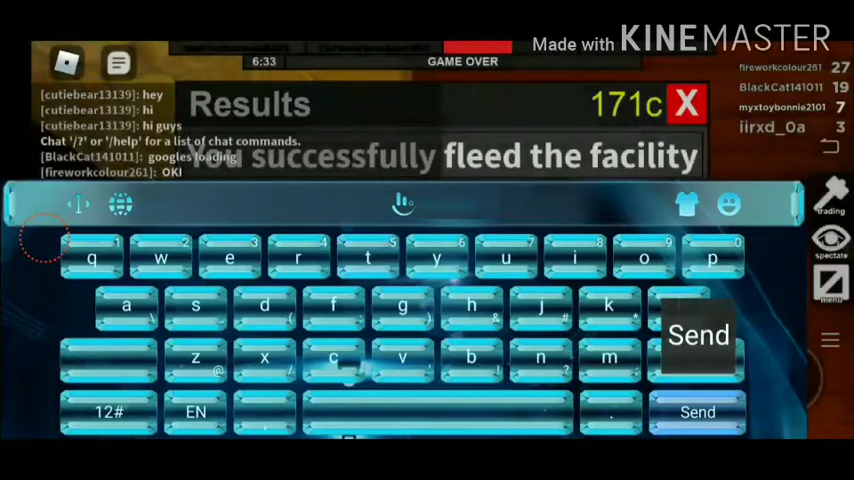 Made with KINEMASTER
6:33
GAME OVER
fireworkcolour261 27
BlackCat141011 19
myxtoybonnie2101 7
iirxd_0a 3
[cutiebear13139]: hey
[cutiebear13139]: hi
[cutiebear13139]: hi guys
Chat '/?' or '/help' for a list of chat commands.
[BlackCat141011]: googles loading
[fireworkcolour261]: OKI
Results 171c X
You successfully fleed the facility
trading
spectate
menu
q 1 w 2 e 3 r 4 t 5 y 6 u 7 i 8 o 9 p 0
a \ s _ d ( f : g ) h & j # k *
Send
z @ x / c v ' b ! n ? m ;
12# EN , . Send